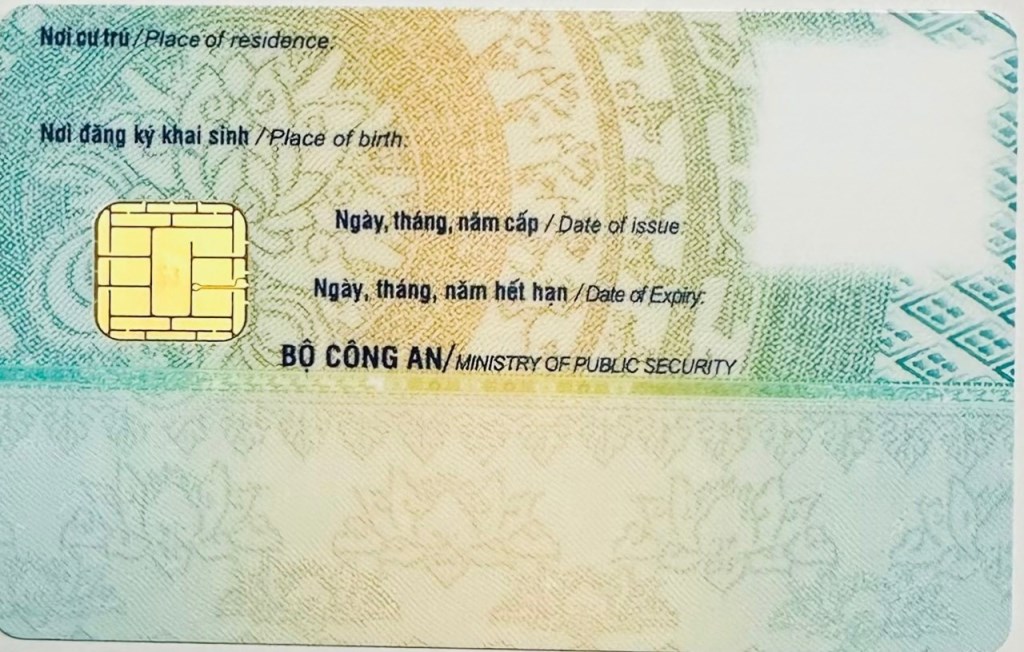 Nơi cư trú / Place of residence:
Nơi đăng ký khai sinh / Place of birth:
Ngày, tháng, năm cấp / Date of issue:
Ngày, tháng, năm hết hạn / Date of Expiry:
BỘ CÔNG AN/MINISTRY OF PUBLIC SECURITY